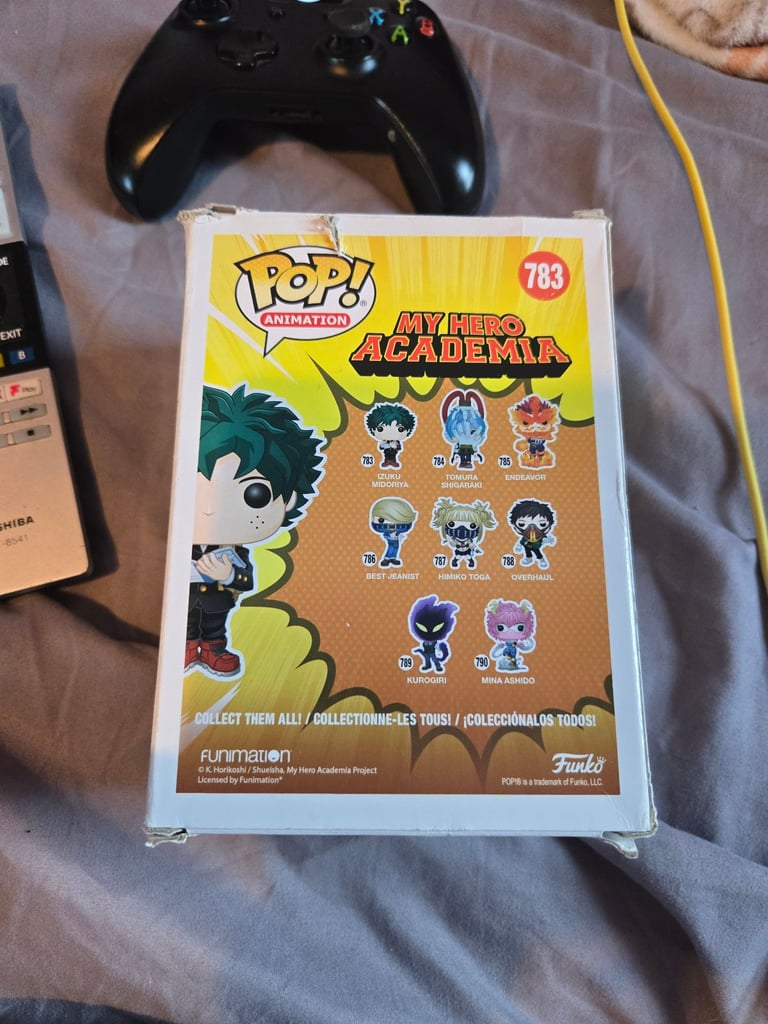 Y
X
A
B
EXIT
B
SHIBA
-8541
POP!®
ANIMATION
783
MY HERO
ACADEMIA
783
IZUKU
MIDORIYA
784
TOMURA
SHIGARAKI
785
ENDEAVOR
786
BEST JEANIST
787
HIMIKO TOGA
788
OVERHAUL
789
KUROGIRI
790
MINA ASHIDO
COLLECT THEM ALL! / COLLECTIONNE-LES TOUS! / ¡COLECCIÓNALOS TODOS!
FUNIMATION®
© K. Horikoshi / Shueisha, My Hero Academia Project
Licensed by Funimation®
Funko
POP!® is a trademark of Funko, LLC.